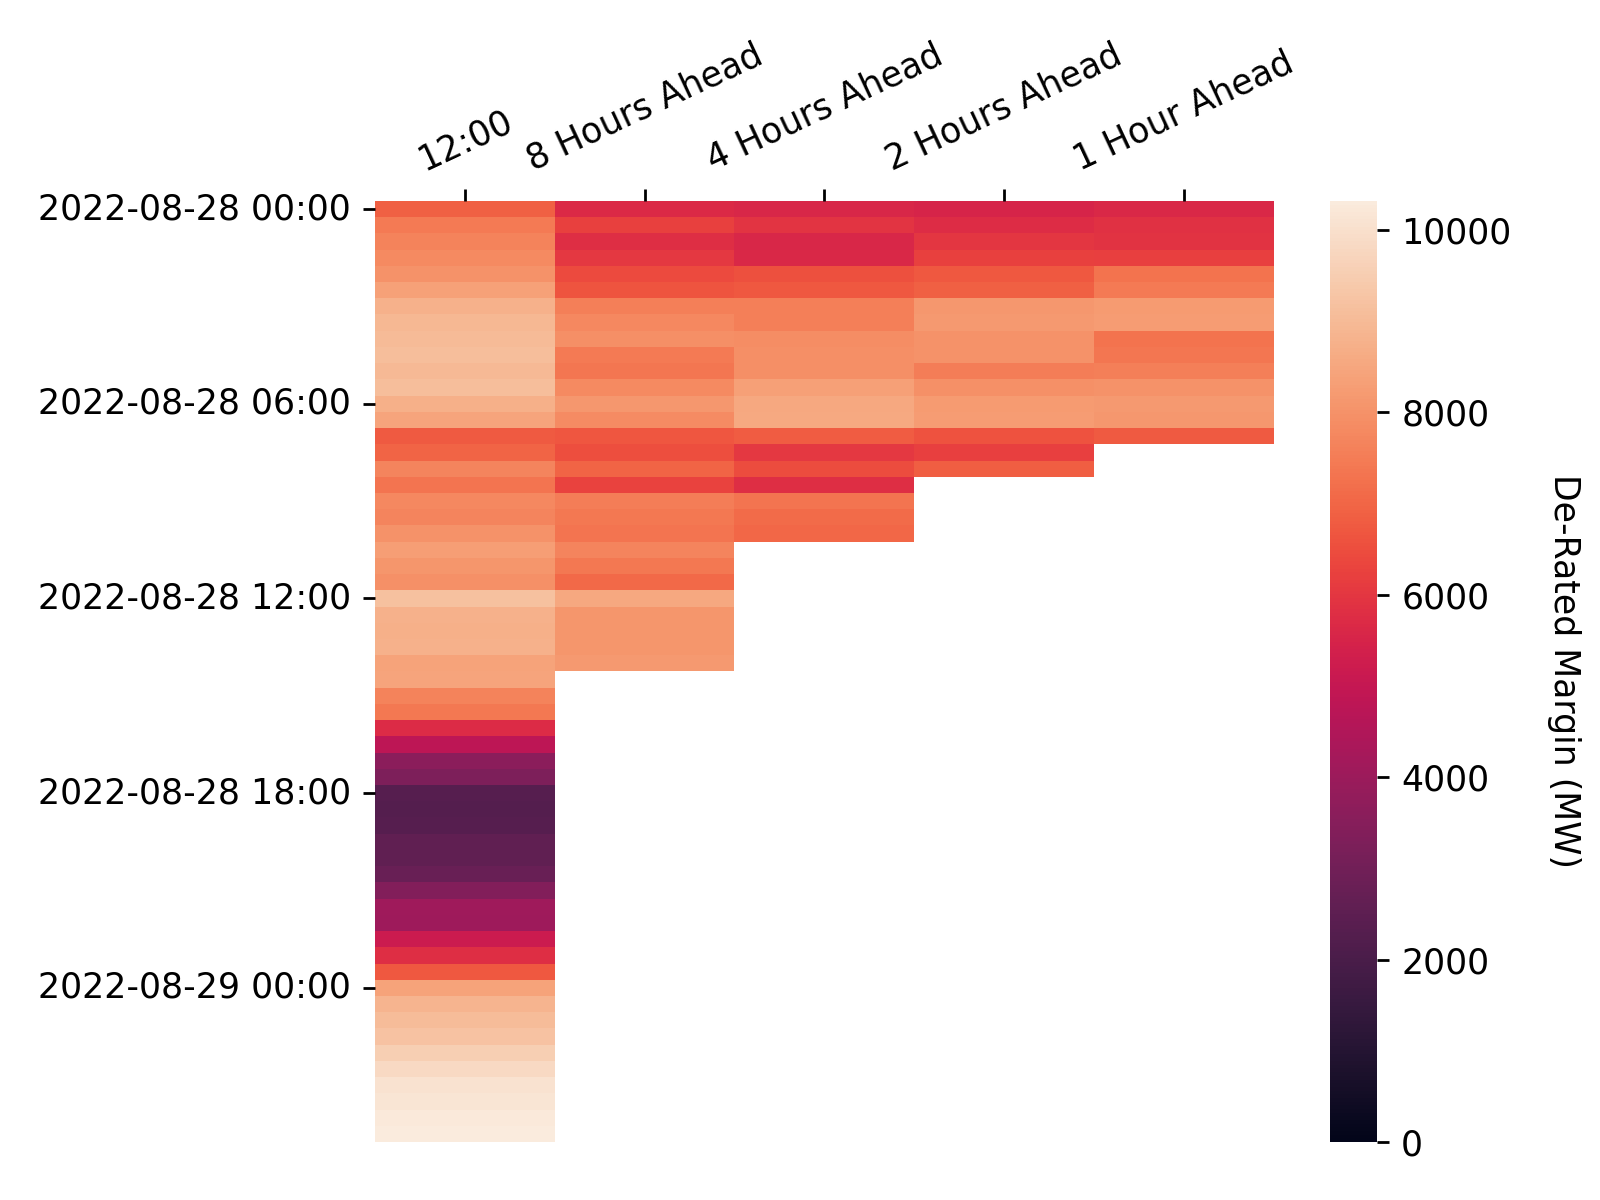 12:00
8 Hours Ahead
4 Hours Ahead
2 Hours Ahead
1 Hour Ahead
2022-08-28 00:00
2022-08-28 06:00
2022-08-28 12:00
2022-08-28 18:00
2022-08-29 00:00
10000
8000
6000
4000
2000
0
De-Rated Margin (MW)